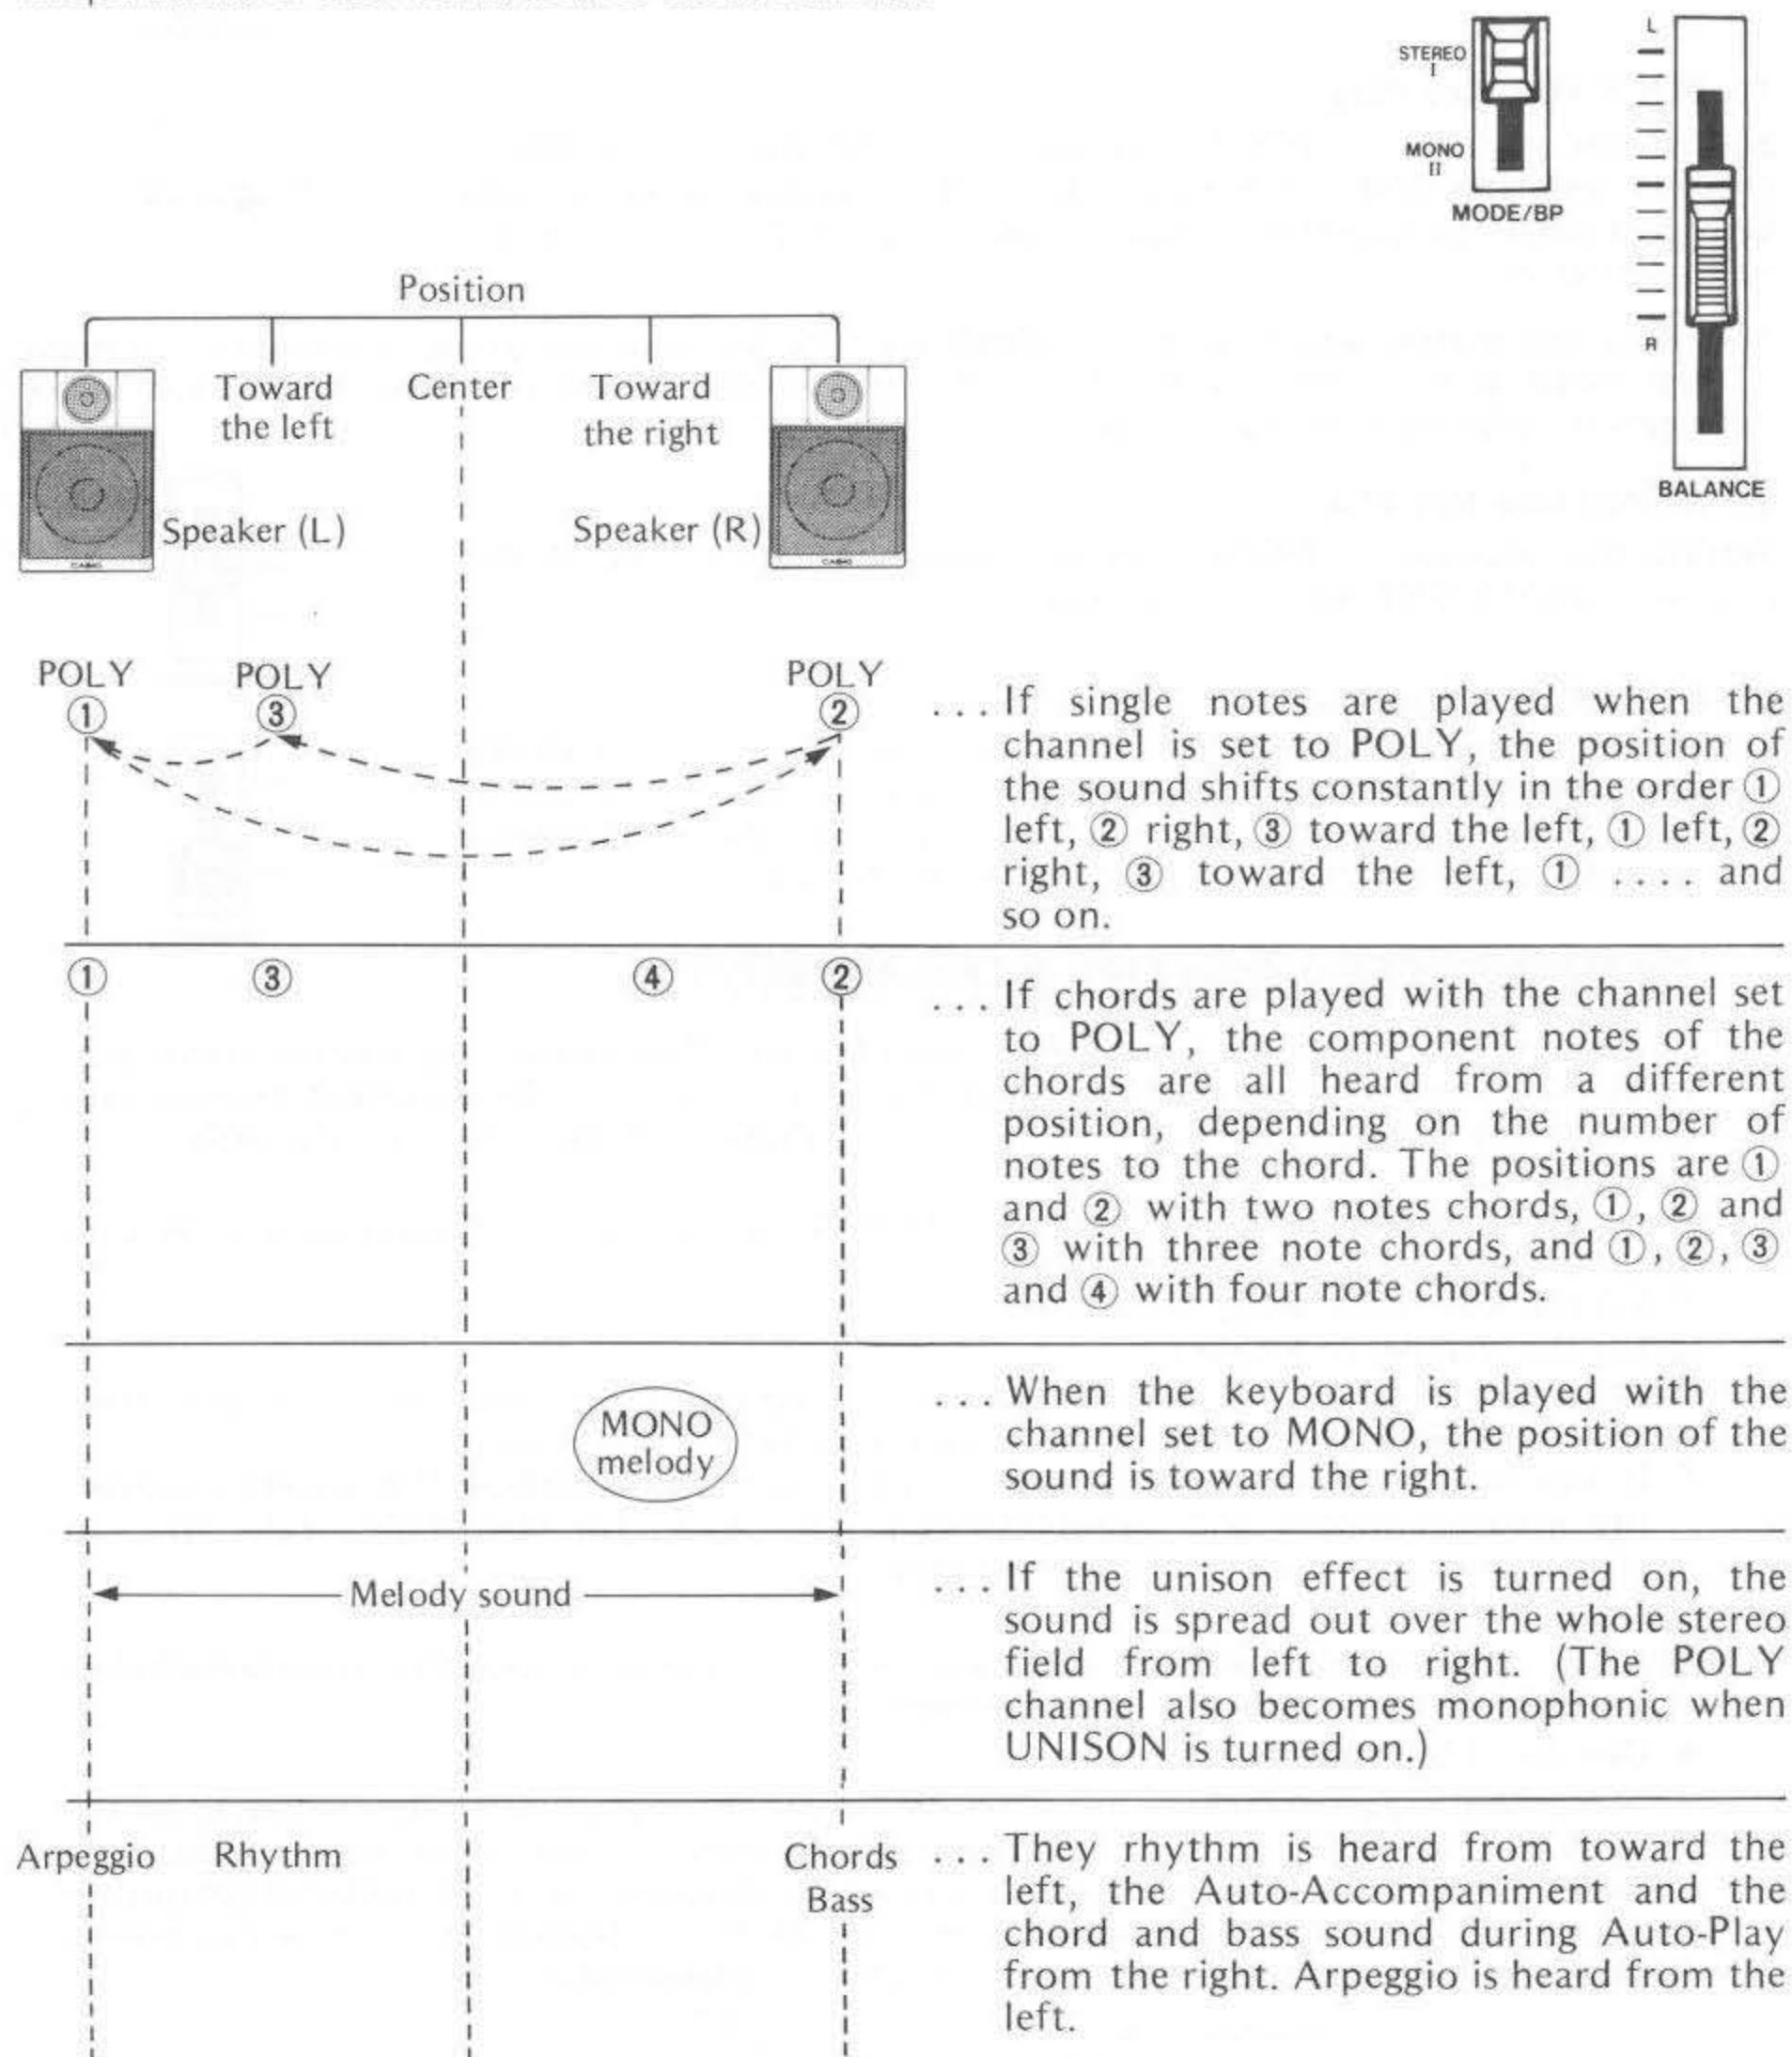 L
STEREO
I
MONO
II
MODE/BP
R
BALANCE
Position
Toward
the left
Center
Toward
the right
Speaker (L)
Speaker (R)
CASIO
CASIO
POLY
①
POLY
③
POLY
②
... If single notes are played when the
channel is set to POLY, the position of
the sound shifts constantly in the order ①
left, ② right, ③ toward the left, ① left, ②
right, ③ toward the left, ① .... and
so on.
① ③ ④ ②
... If chords are played with the channel set
to POLY, the component notes of the
chords are all heard from a different
position, depending on the number of
notes to the chord. The positions are ①
and ② with two notes chords, ①, ② and
③ with three note chords, and ①, ②, ③
and ④ with four note chords.
MONO
melody
... When the keyboard is played with the
channel set to MONO, the position of the
sound is toward the right.
Melody sound
... If the unison effect is turned on, the
sound is spread out over the whole stereo
field from left to right. (The POLY
channel also becomes monophonic when
UNISON is turned on.)
Arpeggio Rhythm Chords
Bass
... They rhythm is heard from toward the
left, the Auto-Accompaniment and the
chord and bass sound during Auto-Play
from the right. Arpeggio is heard from the
left.